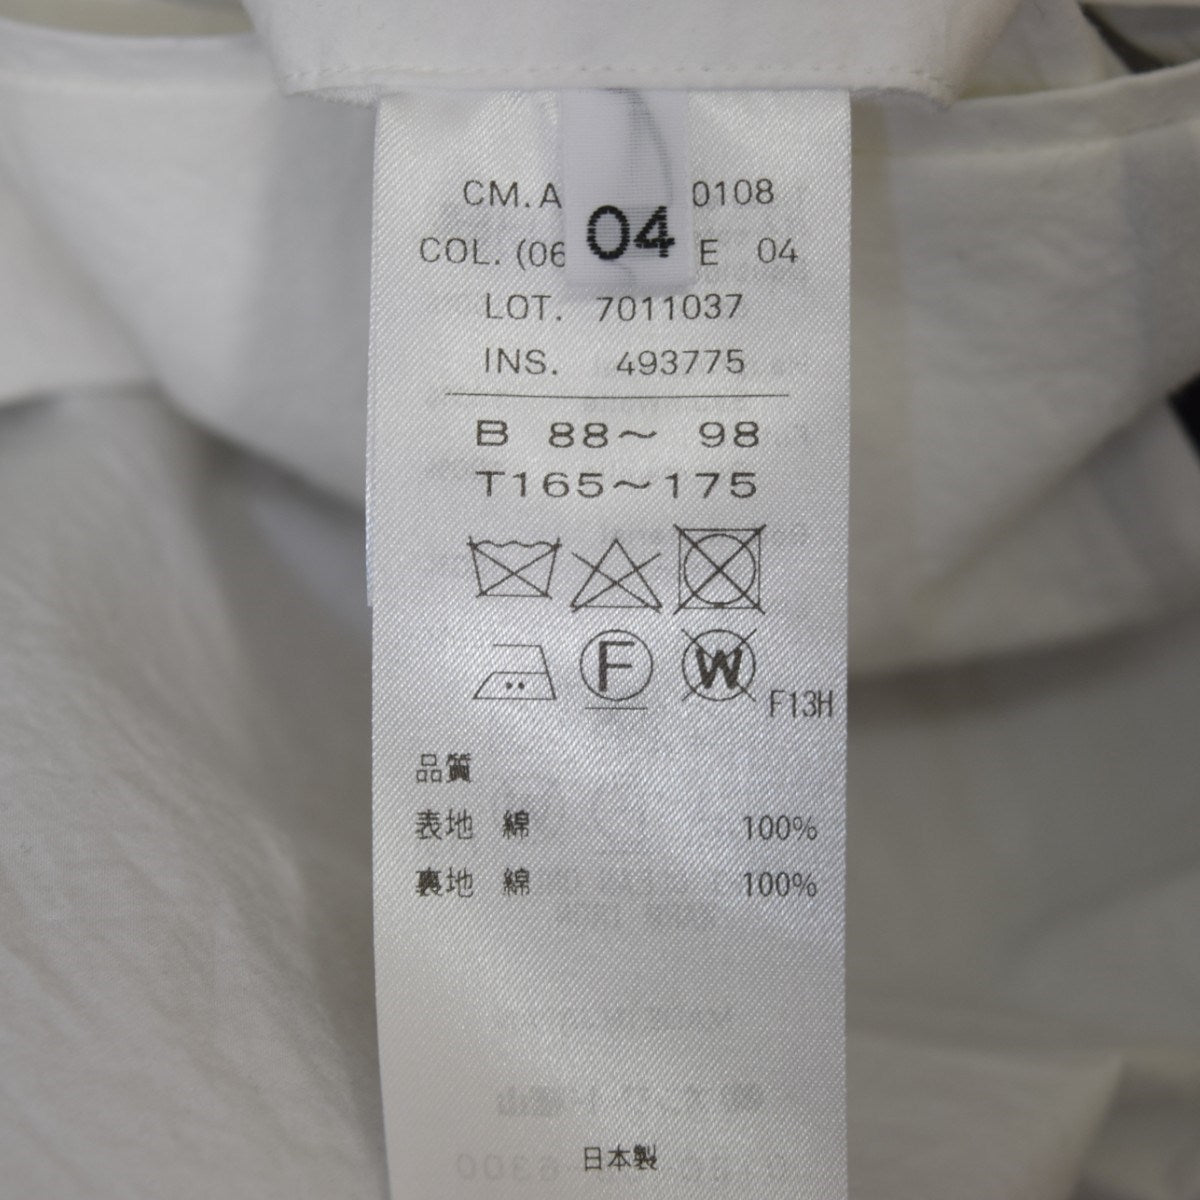 CM.A 0108
04
COL. (06 E 04
LOT. 7011037
INS. 493775
B 88～ 98
T165～175
F W F13H
品質
表地 綿 100%
裏地 綿 100%
日本製